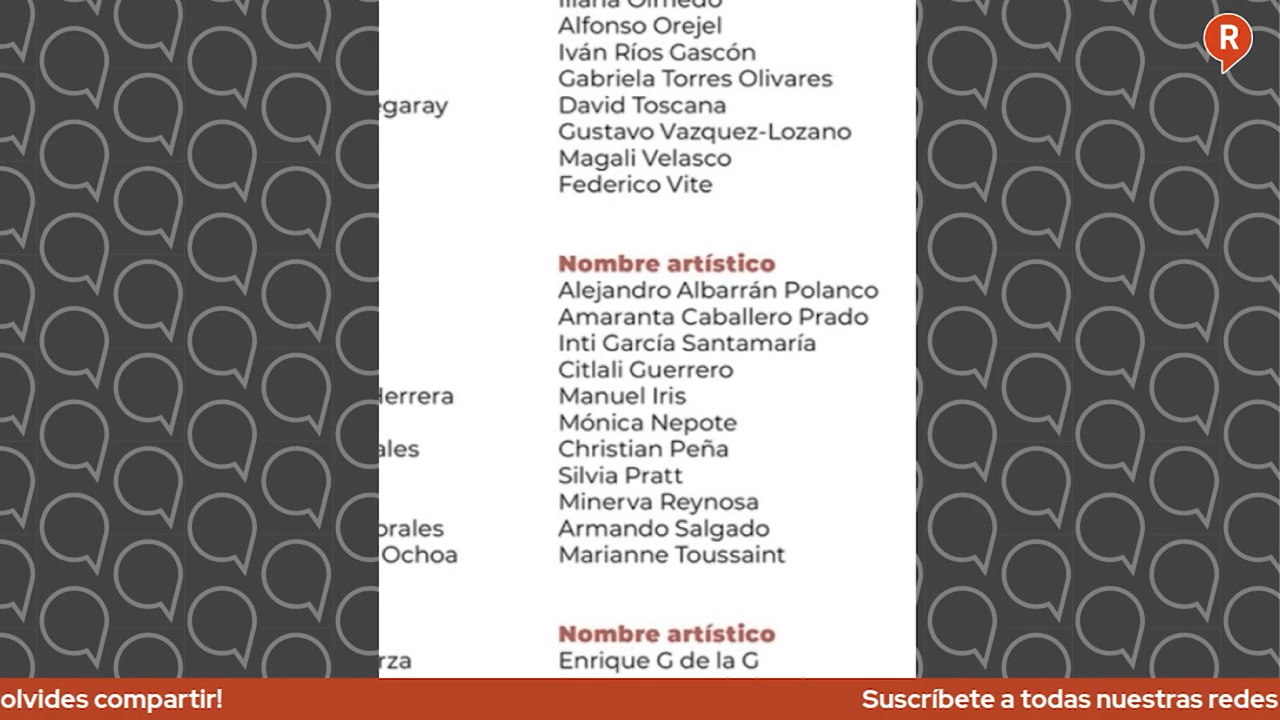 Iliana Olmedo
Alfonso Orejel
Iván Ríos Gascón
Gabriela Torres Olivares
egaray David Toscana
Gustavo Vazquez-Lozano
Magali Velasco
Federico Vite
Nombre artístico
Alejandro Albarrán Polanco
Amaranta Caballero Prado
Inti García Santamaría
Citlali Guerrero
Herrera Manuel Iris
Mónica Nepote
ales Christian Peña
Silvia Pratt
Minerva Reynosa
orales Armando Salgado
Ochoa Marianne Toussaint
Nombre artístico
rza Enrique G de la G
R
olvides compartir! Suscríbete a todas nuestras redes